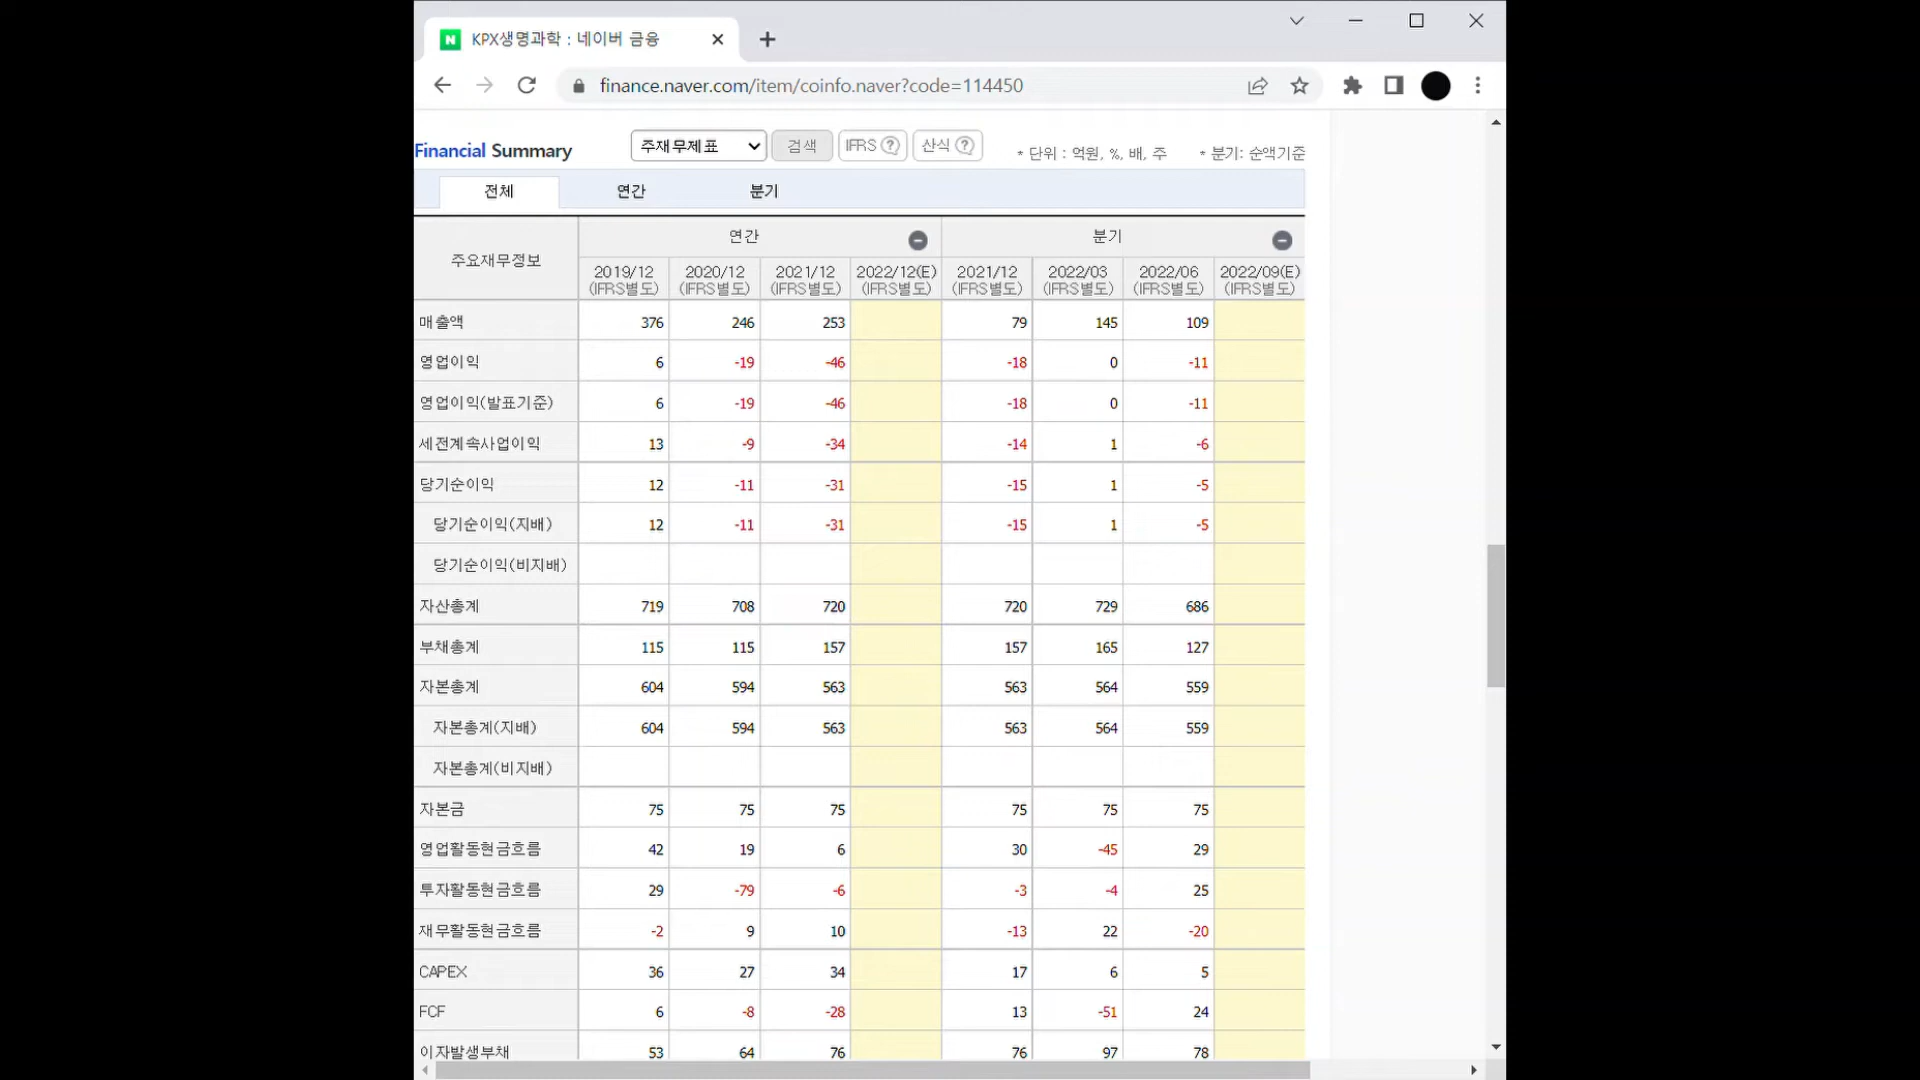 KPX생명과학 : 네이버 금융
finance.naver.com/item/coinfo.naver?code=114450
Financial Summary 주재무제표 검색 IFRS ? 산식 ? * 단위 : 억원, %, 배, 주 * 분기: 순액기준
전체 연간 분기
주요재무정보 연간 분기
2019/12 2020/12 2021/12 2022/12(E) 2021/12 2022/03 2022/06 2022/09(E)
(IFRS별도) (IFRS별도) (IFRS별도) (IFRS별도) (IFRS별도) (IFRS별도) (IFRS별도) (IFRS별도)
매출액 376 246 253 79 145 109
영업이익 6 -19 -46 -18 0 -11
영업이익(발표기준) 6 -19 -46 -18 0 -11
세전계속사업이익 13 -9 -34 -14 1 -6
당기순이익 12 -11 -31 -15 1 -5
당기순이익(지배) 12 -11 -31 -15 1 -5
당기순이익(비지배)
자산총계 719 708 720 720 729 686
부채총계 115 115 157 157 165 127
자본총계 604 594 563 563 564 559
자본총계(지배) 604 594 563 563 564 559
자본총계(비지배)
자본금 75 75 75 75 75 75
영업활동현금흐름 42 19 6 30 -45 29
투자활동현금흐름 29 -79 -6 -3 -4 25
재무활동현금흐름 -2 9 10 -13 22 -20
CAPEX 36 27 34 17 6 5
FCF 6 -8 -28 13 -51 24
이자발생부채 53 64 76 76 97 78